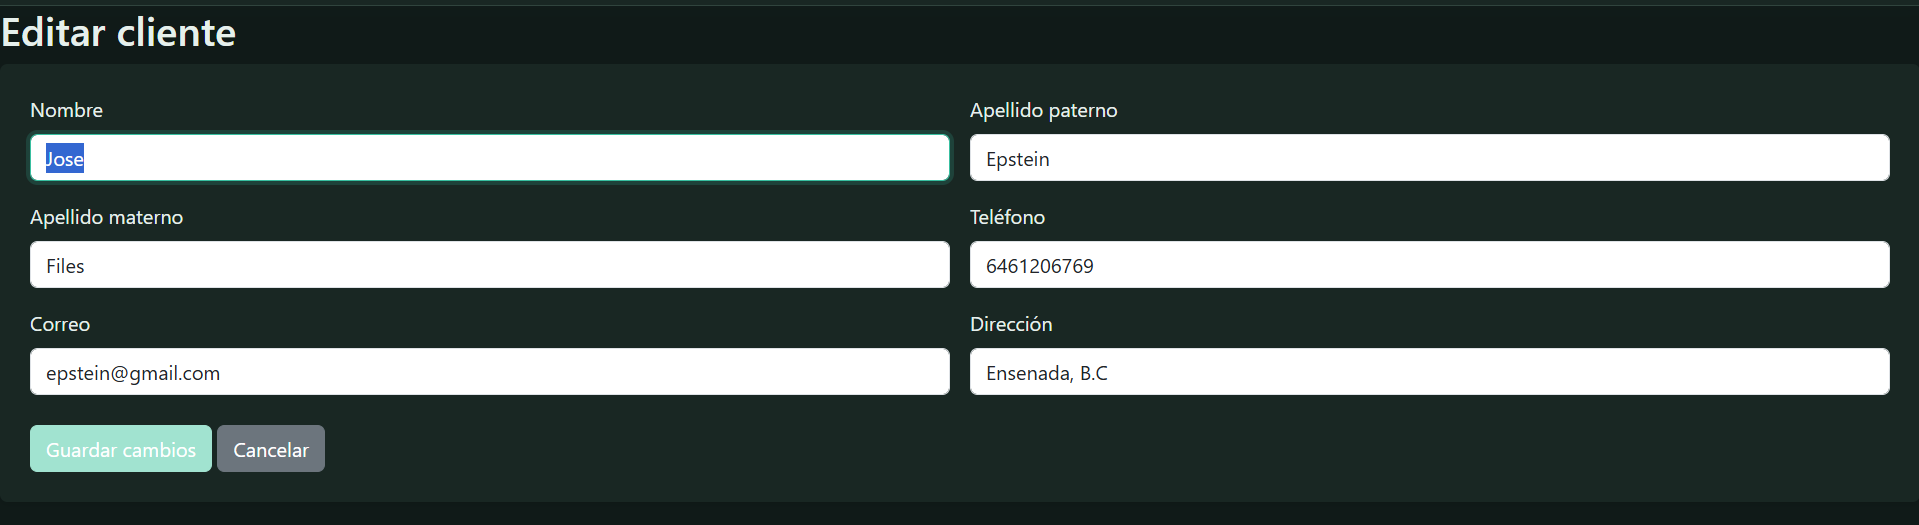 Editar cliente
Nombre
Apellido paterno
Jose
Epstein
Apellido materno
Teléfono
Files
6461206769
Correo
Dirección
epstein@gmail.com
Ensenada, B.C
Guardar cambios
Cancelar